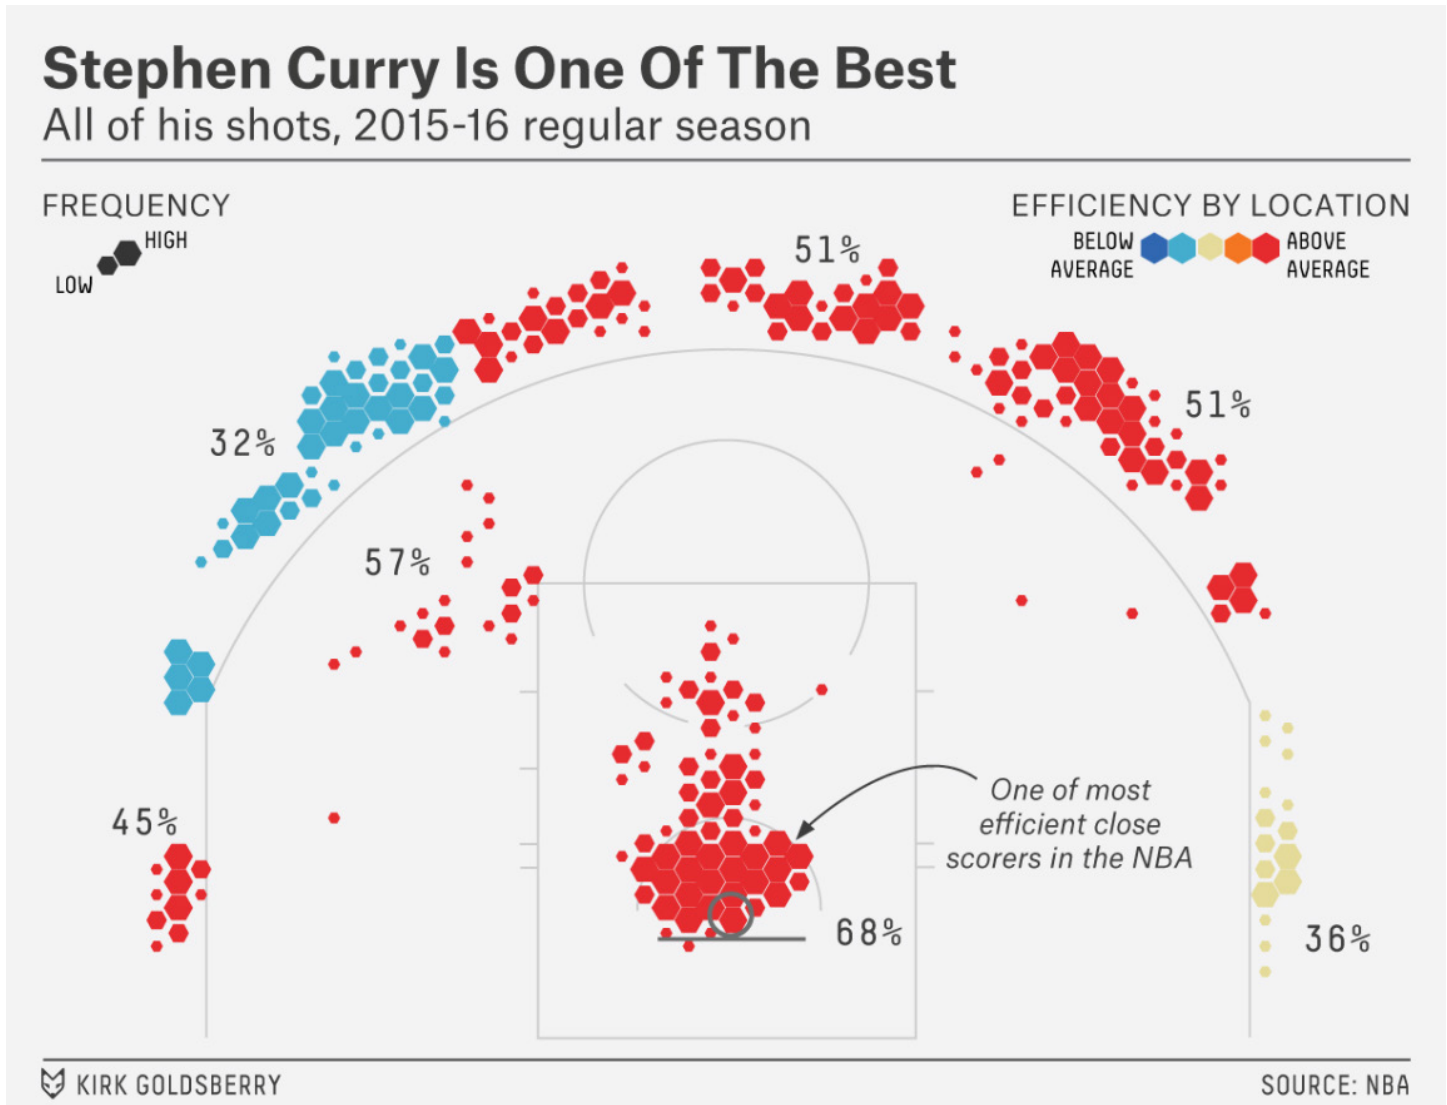 Stephen Curry Is One Of The Best
All of his shots, 2015-16 regular season
FREQUENCY
HIGH
LOW
EFFICIENCY BY LOCATION
BELOW
AVERAGE
ABOVE
AVERAGE
51%
51%
32%
57%
45%
One of most
efficient close
scorers in the NBA
68%
36%
KIRK GOLDSBERRY
SOURCE: NBA